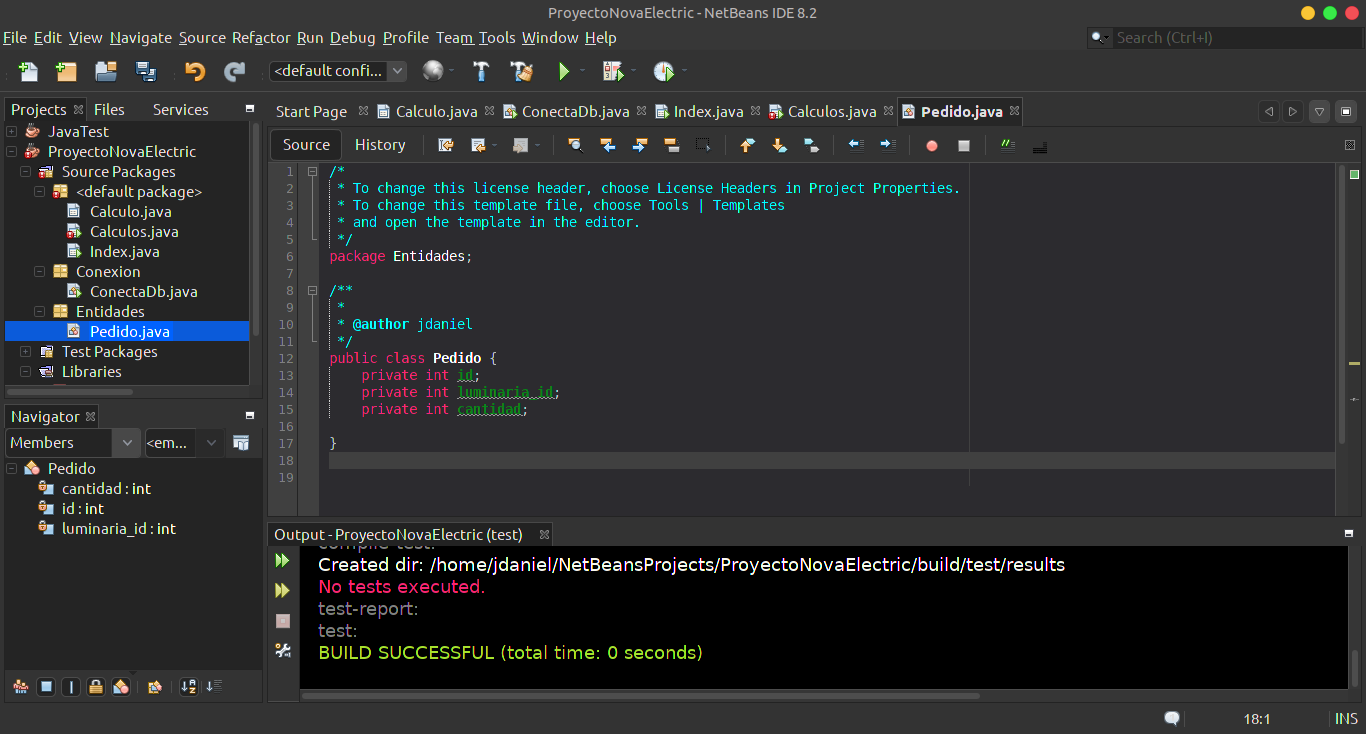 ProyectoNovaElectric - NetBeans IDE 8.2
File Edit View Navigate Source Refactor Run Debug Profile Team Tools Window Help
Search (Ctrl+I)
<default confi...
Projects Files Services
JavaTest
ProyectoNovaElectric
Source Packages
<default package>
Calculo.java
Calculos.java
Index.java
Conexion
ConectaDb.java
Entidades
Pedido.java
Test Packages
Libraries
Navigator
Members
<em...
Pedido
cantidad : int
id : int
luminaria_id : int
Start Page Calculo.java ConectaDb.java Index.java Calculos.java Pedido.java
Source History
1 /*
2 * To change this license header, choose License Headers in Project Properties.
3 * To change this template file, choose Tools | Templates
4 * and open the template in the editor.
5 */
6 package Entidades;
7
8 /**
9 *
10 * @author jdaniel
11 */
12 public class Pedido {
13 private int id;
14 private int luminaria_id;
15 private int cantidad;
16
17 }
18
19
Output - ProyectoNovaElectric (test)
compile-test:
Created dir: /home/jdaniel/NetBeansProjects/ProyectoNovaElectric/build/test/results
No tests executed.
test-report:
test:
BUILD SUCCESSFUL (total time: 0 seconds)
18:1 INS